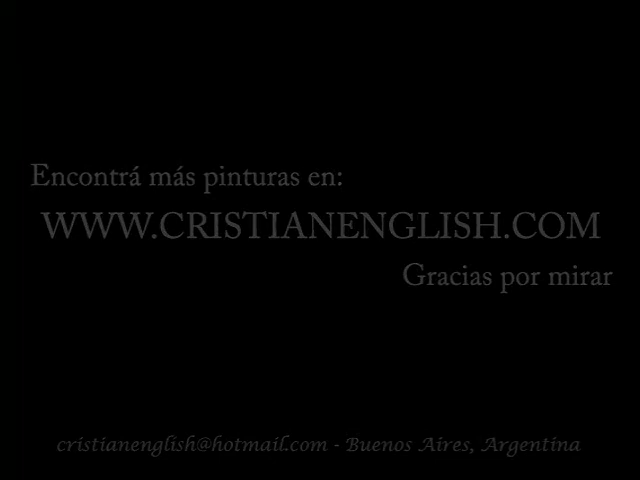 Encontrá más pinturas en:
WWW.CRISTIANENGLISH.COM
Gracias por mirar
cristianenglish@hotmail.com - Buenos Aires, Argentina